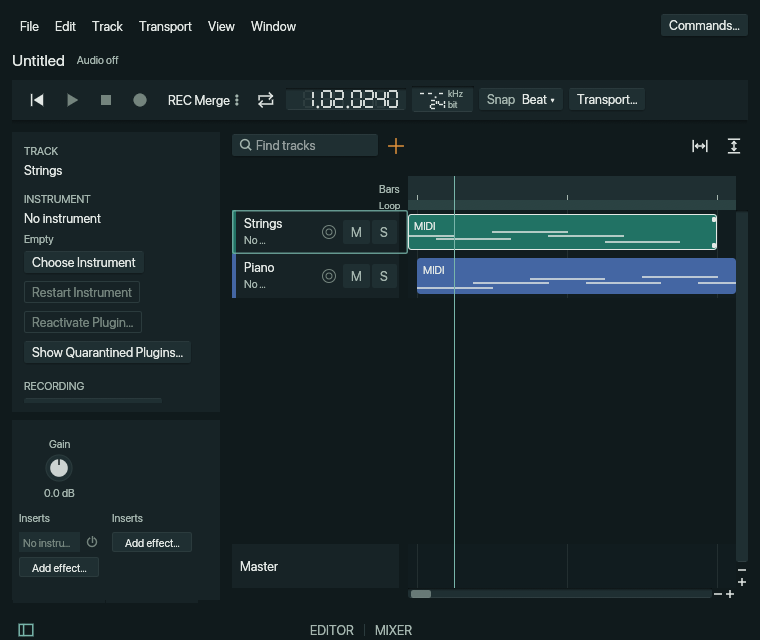 File Edit Track Transport View Window Commands...
Untitled Audio off
REC Merge 1.02.0240 --.- kHz
24 bit
Snap Beat Transport...
TRACK
Strings
INSTRUMENT
No instrument
Empty
Choose Instrument
Restart Instrument
Reactivate Plugin...
Show Quarantined Plugins...
RECORDING
Gain
0.0 dB
Inserts Inserts
No instru... Add effect...
Add effect...
Find tracks
Bars
Loop
Strings M S
No ...
MIDI
Piano M S
No ...
MIDI
Master
EDITOR MIXER